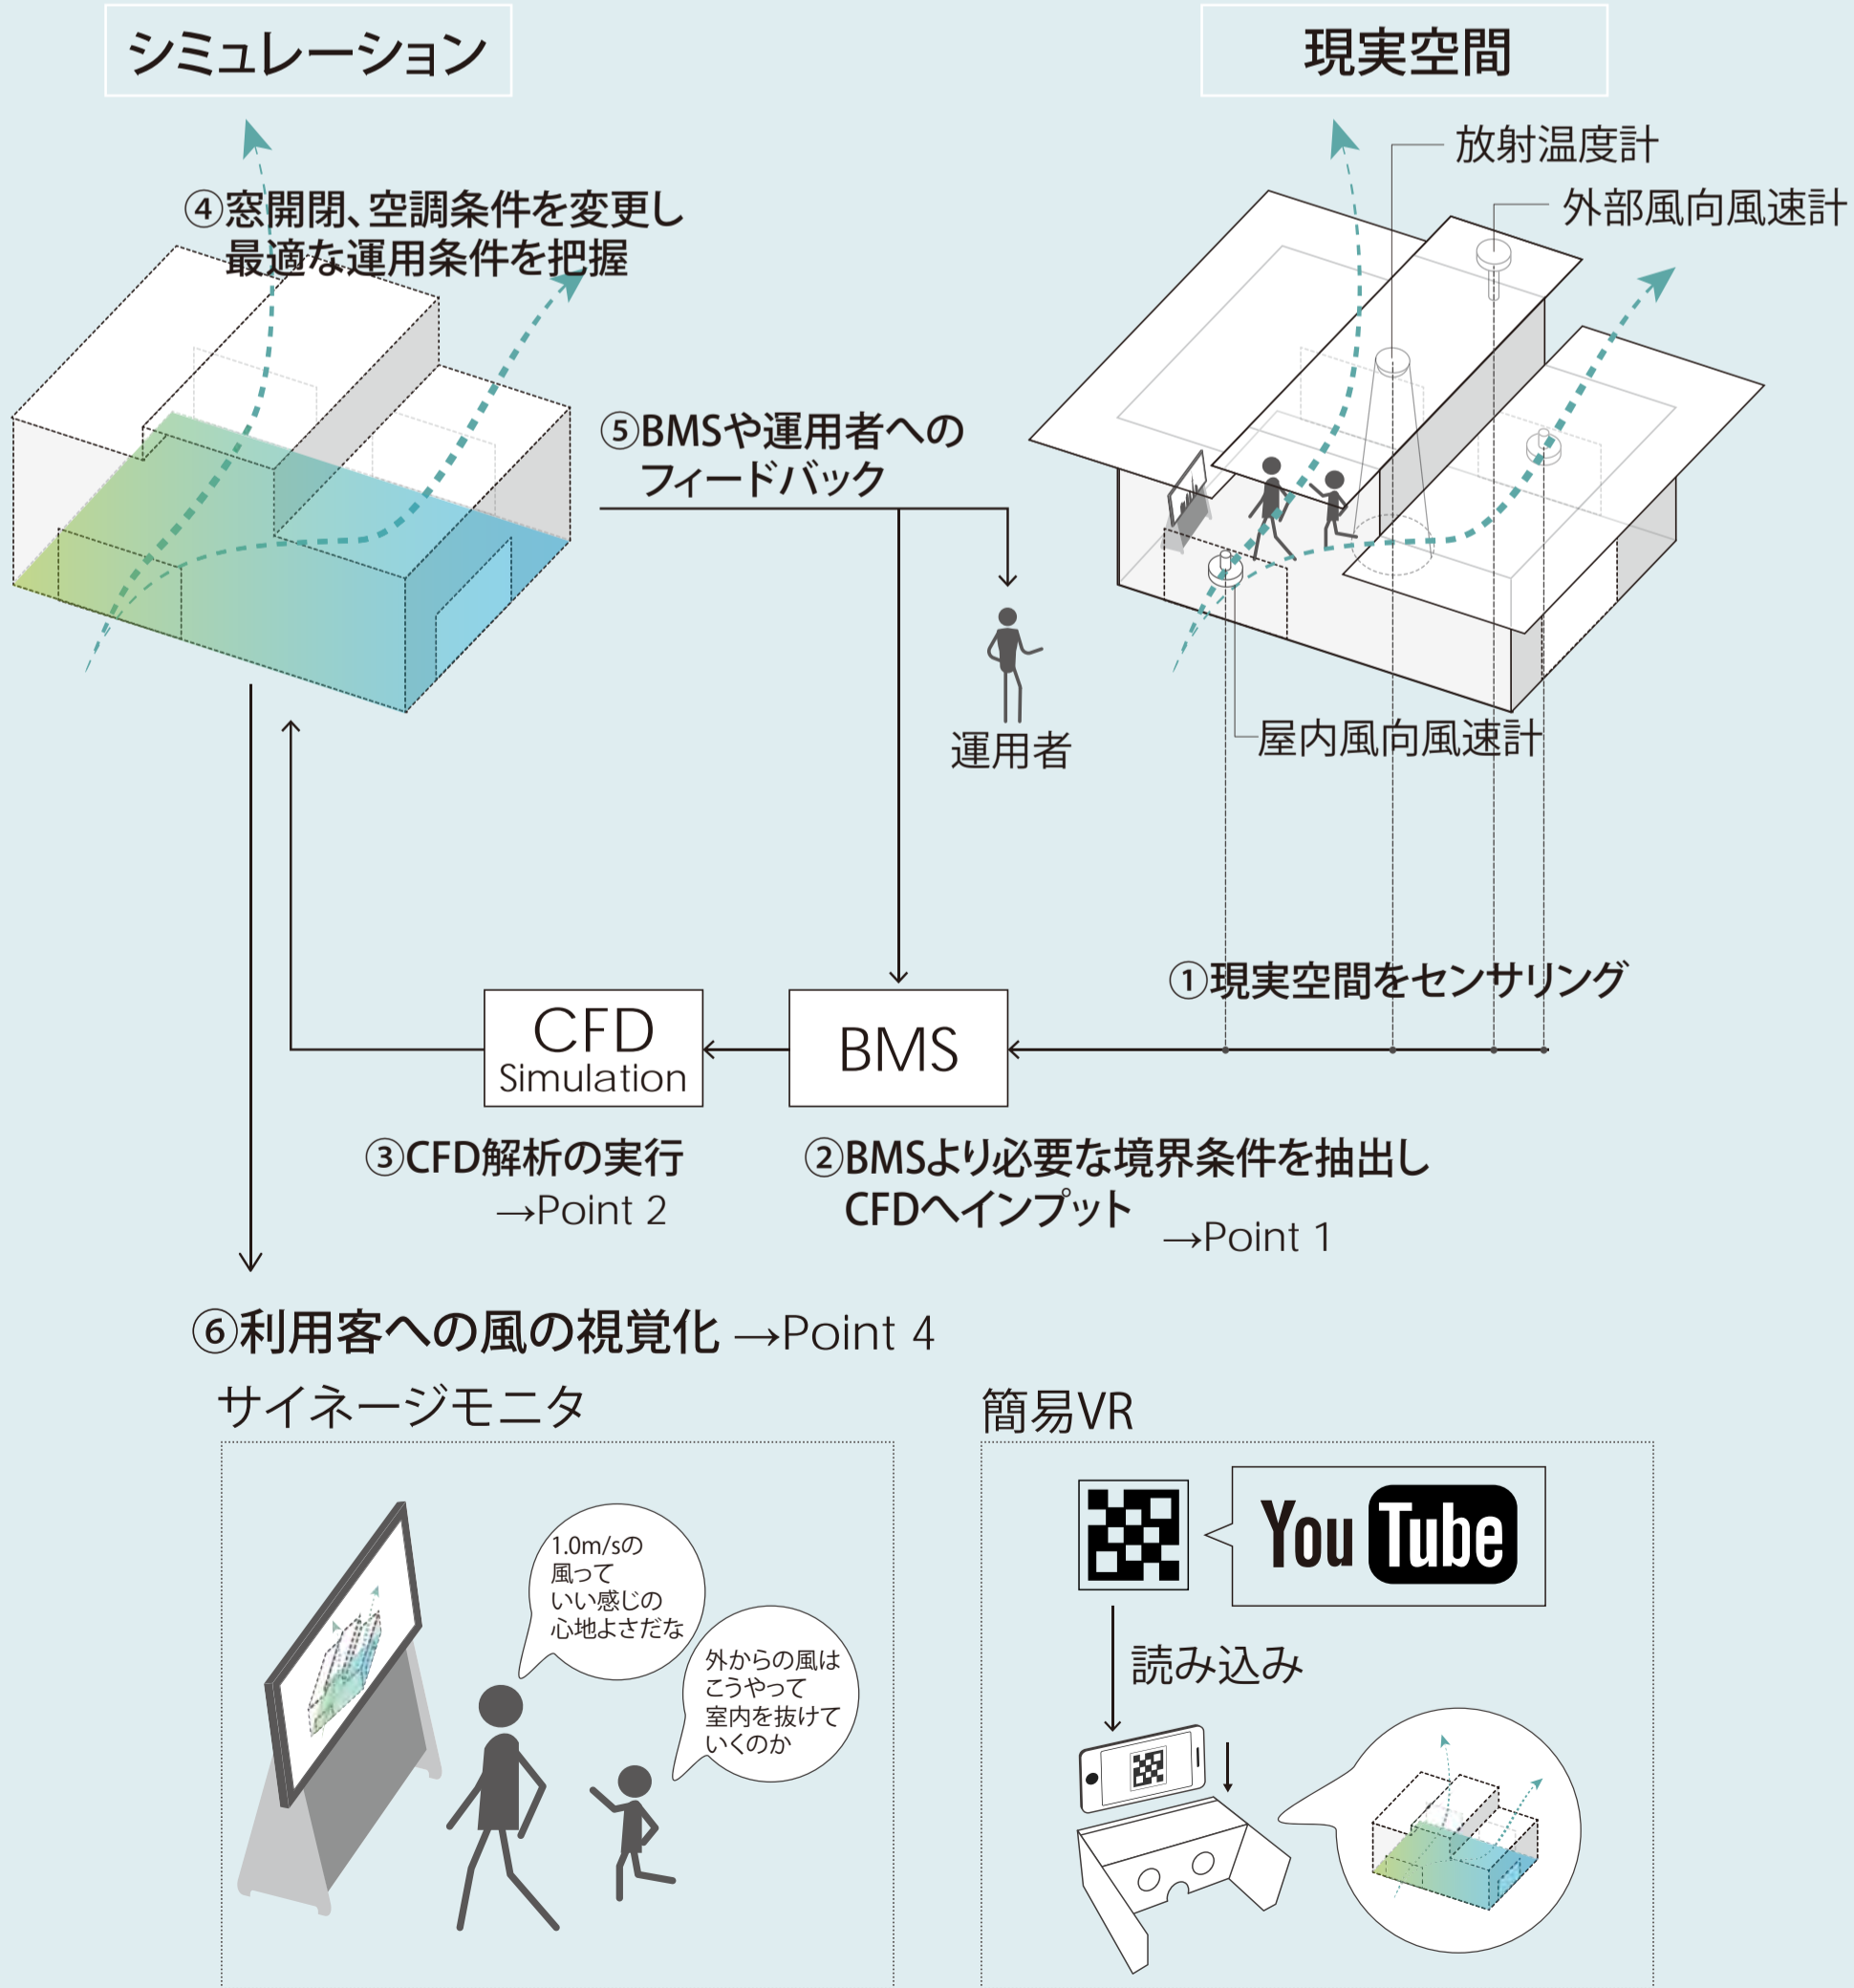 シミュレーション
現実空間
放射温度計
外部風向風速計
④窓開閉、空調条件を変更し
最適な運用条件を把握
⑤BMSや運用者への
フィードバック
運用者
屋内風向風速計
①現実空間をセンサリング
CFD
Simulation
BMS
③CFD解析の実行
→Point 2
②BMSより必要な境界条件を抽出し
CFDへインプット
→Point 1
⑥利用客への風の視覚化 →Point 4
サイネージモニタ
1.0m/sの
風って
いい感じの
心地よさだな
外からの風は
こうやって
室内を抜けて
いくのか
簡易VR
YouTube
読み込み